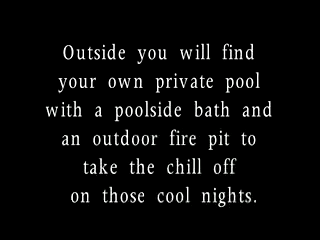 Outside you will find
your own private pool
with a poolside bath and
an outdoor fire pit to
take the chill off
on those cool nights.